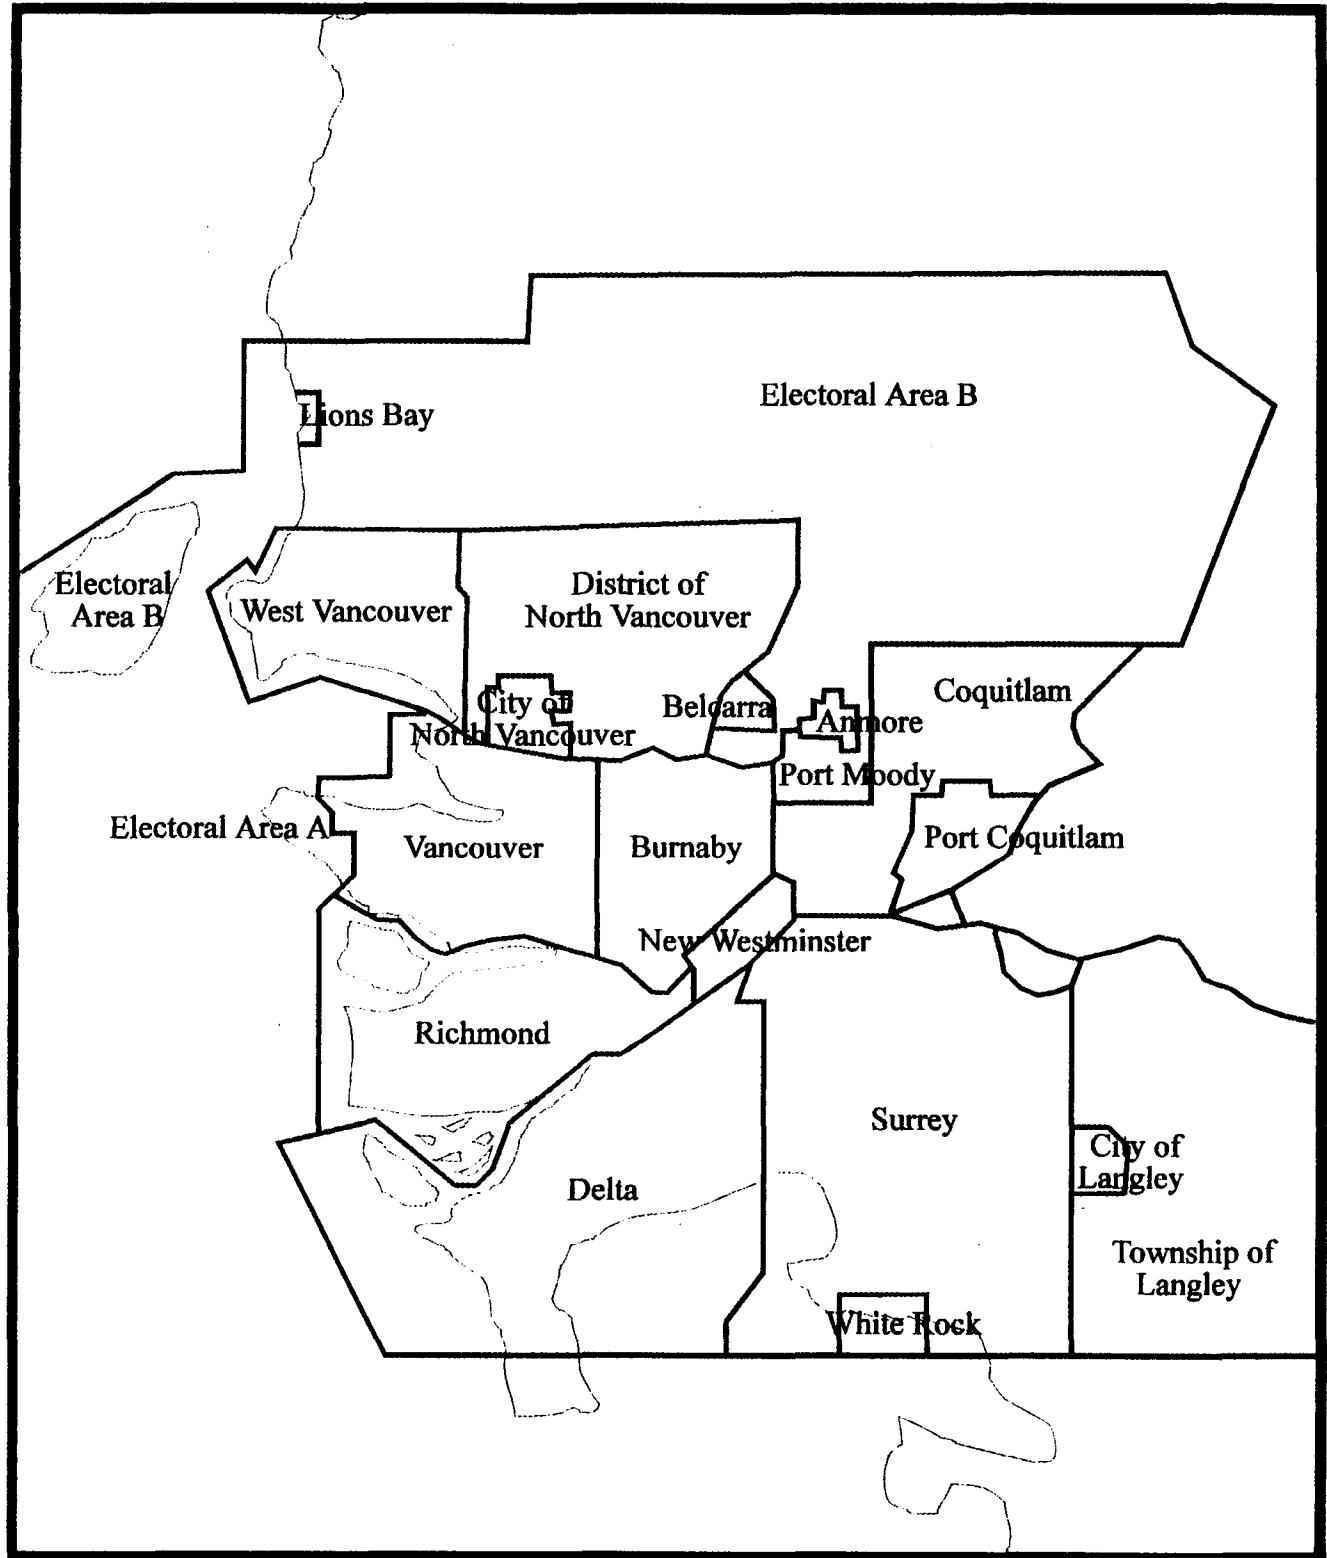 Electoral Area B
Lions Bay
Electoral
Area B
West Vancouver
District of
North Vancouver
Coquitlam
City of
North Vancouver
Belcarra
Anmore
Port Moody
Electoral Area A
Vancouver
Burnaby
Port Coquitlam
New Westminster
Richmond
Surrey
City of
Langley
Delta
Township of
Langley
White Rock